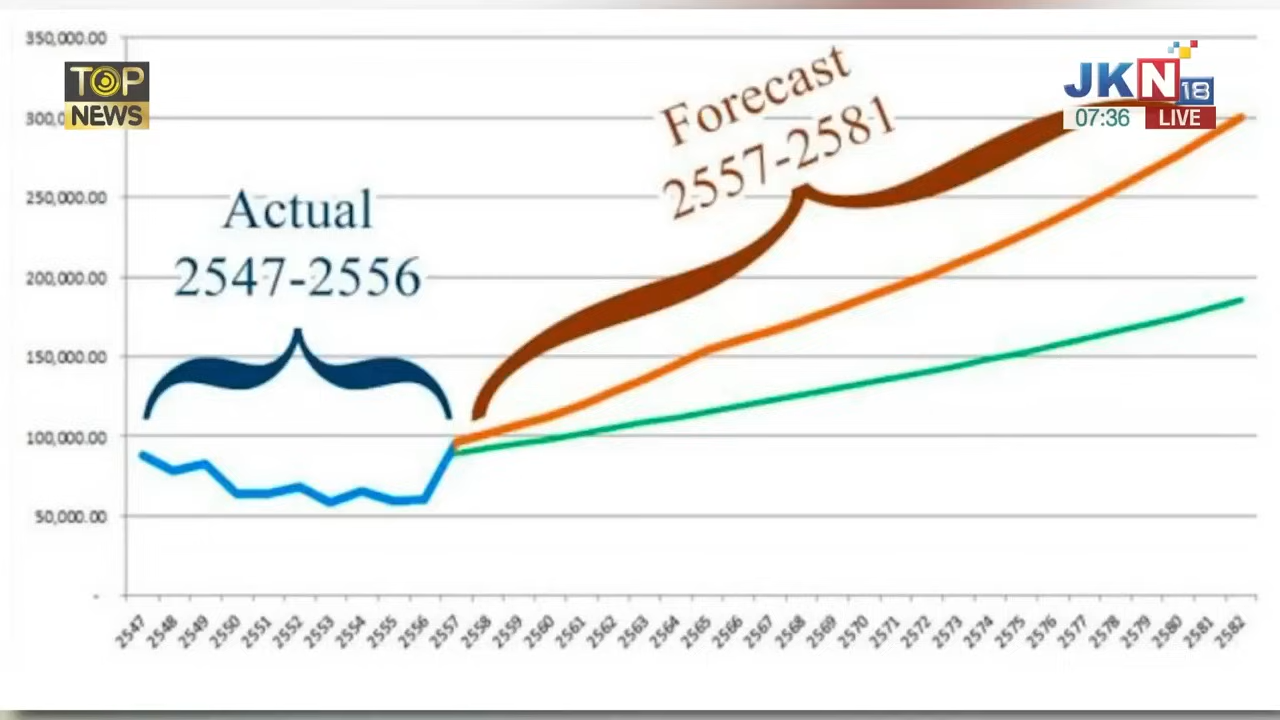 350,000.00
TOP
NEWS
JKN18
07:36 LIVE
300,0
Forecast
2557-2581
250,000.00
Actual
2547-2556
200,000.00
150,000.00
100,000.00
50,000.00
-
2547 2548 2549 2550 2551 2552 2553 2554 2555 2556 2557 2558 2559 2560 2561 2562 2563 2564 2565 2566 2567 2568 2569 2570 2571 2572 2573 2574 2575 2576 2577 2578 2579 2580 2581 2582